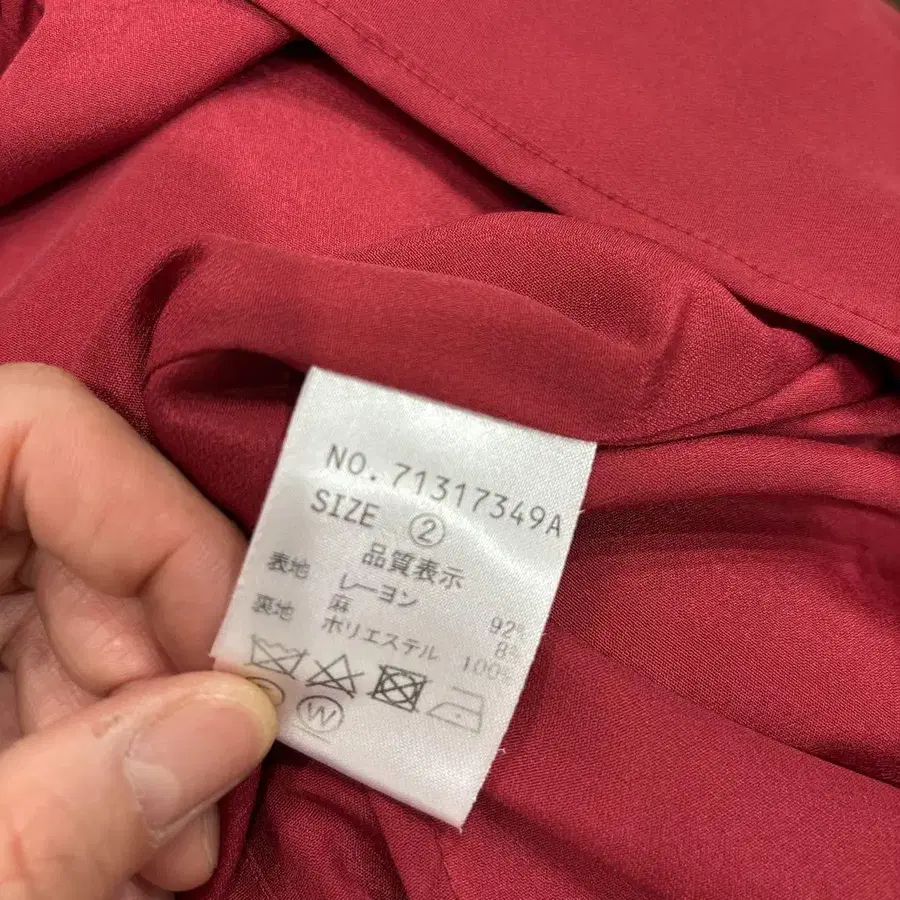 NO. 71317349A
SIZE ②
品質表示
表地 レーヨン 92%
麻 8%
裏地 ポリエステル 100%
W